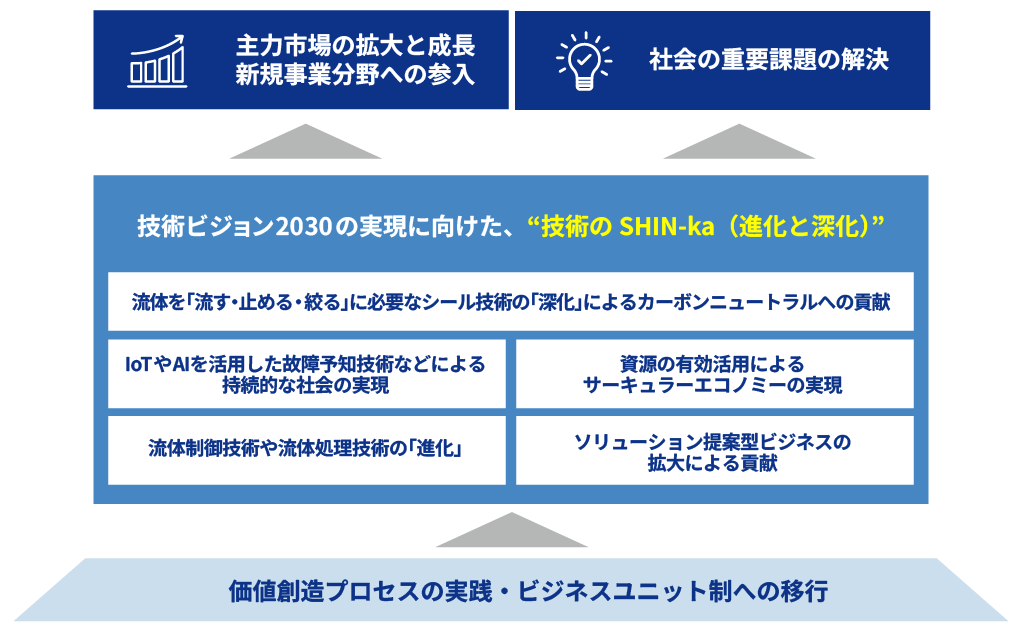 主力市場の拡大と成長
新規事業分野への参入
社会の重要課題の解決
技術ビジョン2030の実現に向けた、“技術の SHIN-ka（進化と深化）”
流体を「流す・止める・絞る」に必要なシール技術の「深化」によるカーボンニュートラルへの貢献
IoTやAIを活用した故障予知技術などによる
持続的な社会の実現
資源の有効活用による
サーキュラーエコノミーの実現
流体制御技術や流体処理技術の「進化」
ソリューション提案型ビジネスの
拡大による貢献
価値創造プロセスの実践・ビジネスユニット制への移行